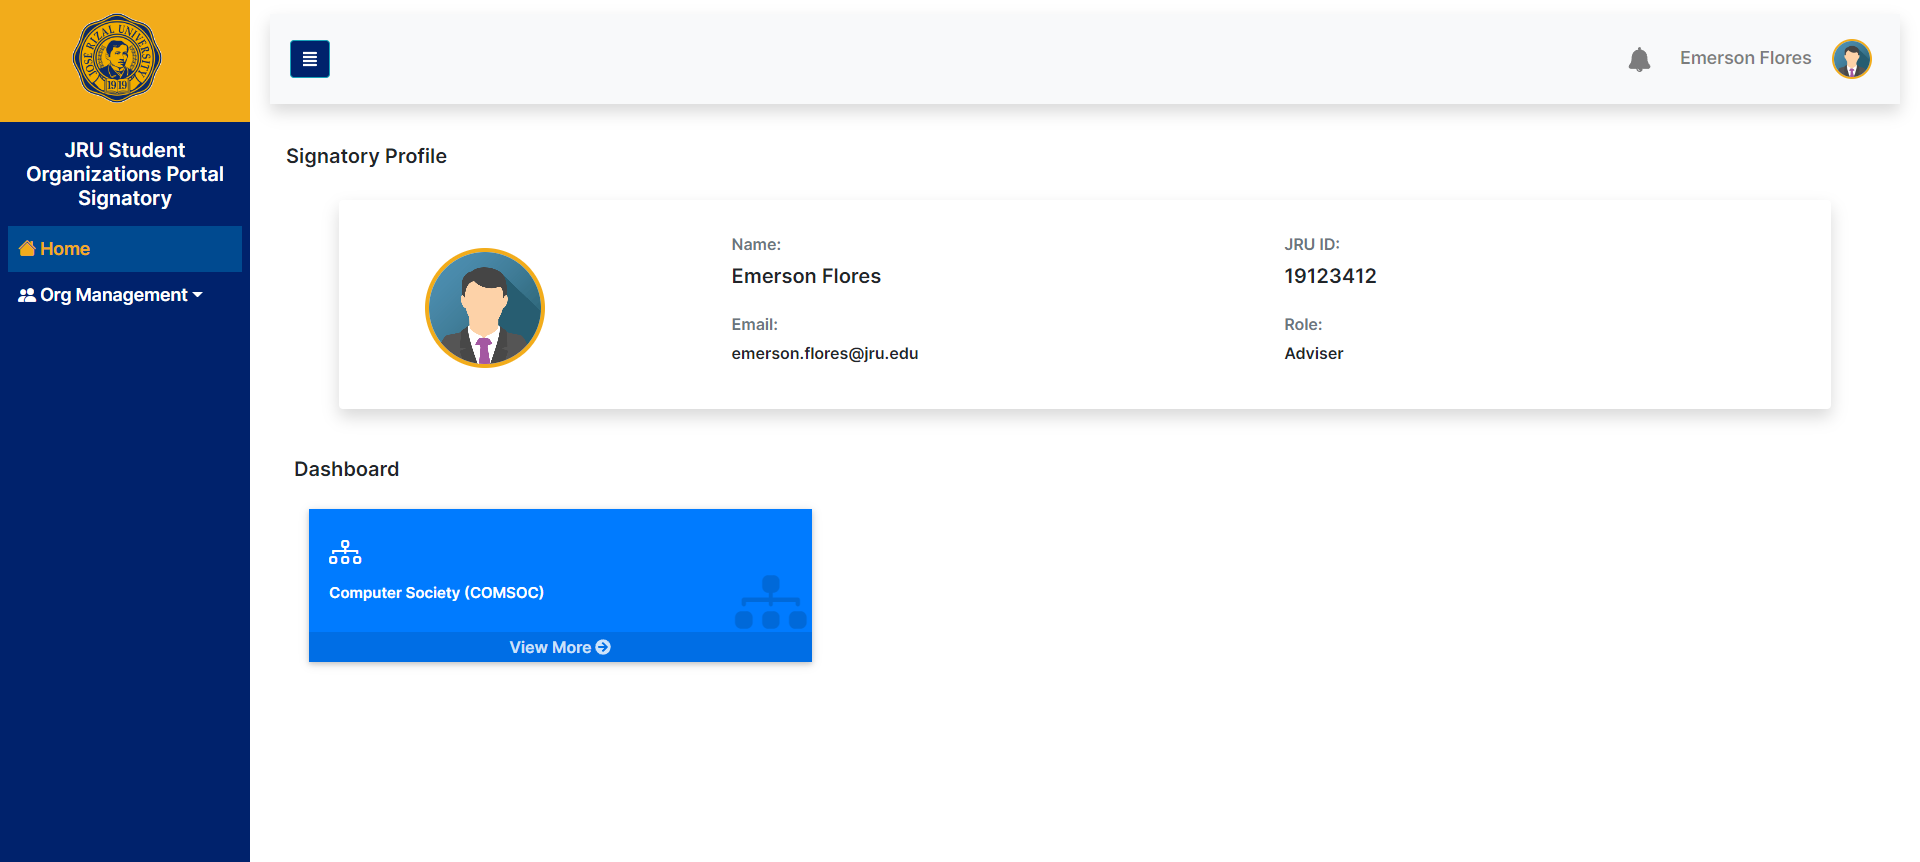 JOSE RIZAL UNIVERSITY
1919
JRU Student
Organizations Portal
Signatory
Home
Org Management
Emerson Flores
Signatory Profile
Name:
Emerson Flores
JRU ID:
19123412
Email:
emerson.flores@jru.edu
Role:
Adviser
Dashboard
Computer Society (COMSOC)
View More